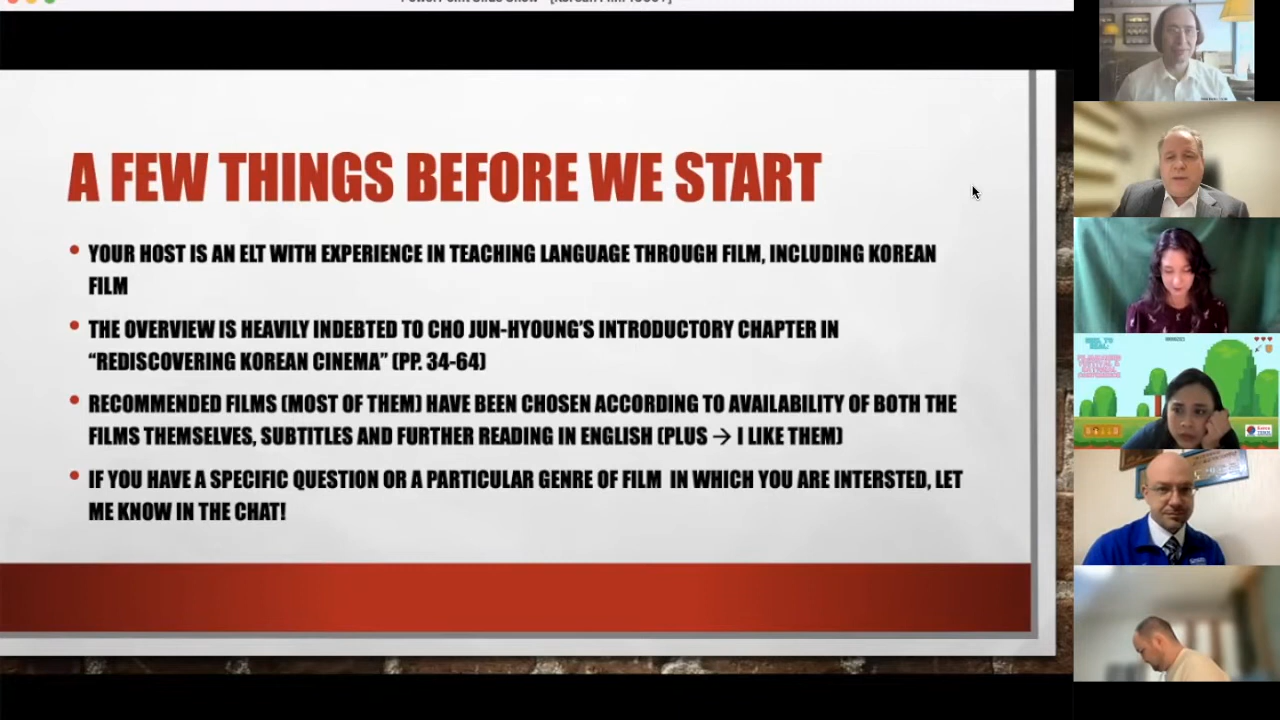 A FEW THINGS BEFORE WE START
• YOUR HOST IS AN ELT WITH EXPERIENCE IN TEACHING LANGUAGE THROUGH FILM, INCLUDING KOREAN
FILM
• THE OVERVIEW IS HEAVILY INDEBTED TO CHO JUN-HYOUNG'S INTRODUCTORY CHAPTER IN
“REDISCOVERING KOREAN CINEMA” (PP. 34-64)
• RECOMMENDED FILMS (MOST OF THEM) HAVE BEEN CHOSEN ACCORDING TO AVAILABILITY OF BOTH THE
FILMS THEMSELVES, SUBTITLES AND FURTHER READING IN ENGLISH (PLUS → I LIKE THEM)
• IF YOU HAVE A SPECIFIC QUESTION OR A PARTICULAR GENRE OF FILM IN WHICH YOU ARE INTERSTED, LET
ME KNOW IN THE CHAT!